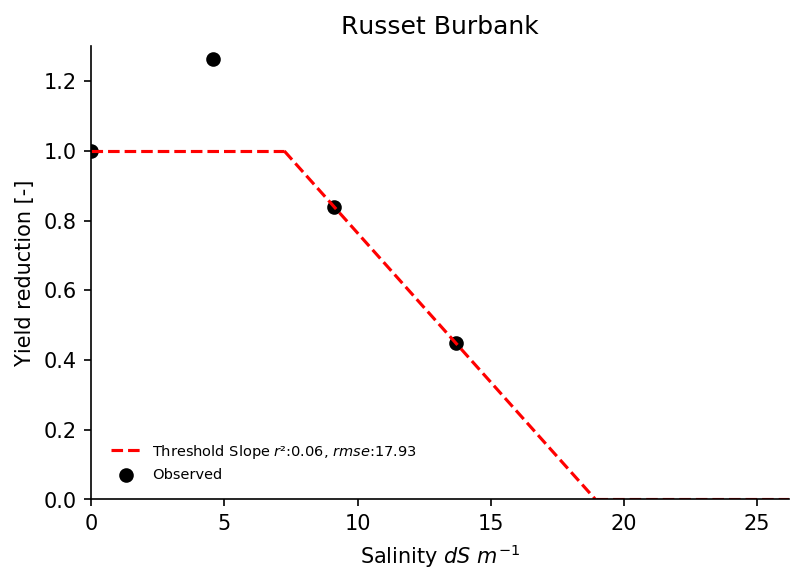 Russet Burbank
Yield reduction [-]
1.2
1.0
0.8
0.6
0.4
0.2
0.0
Threshold Slope r²:0.06, rmse:17.93
Observed
0 5 10 15 20 25
Salinity dS m⁻¹